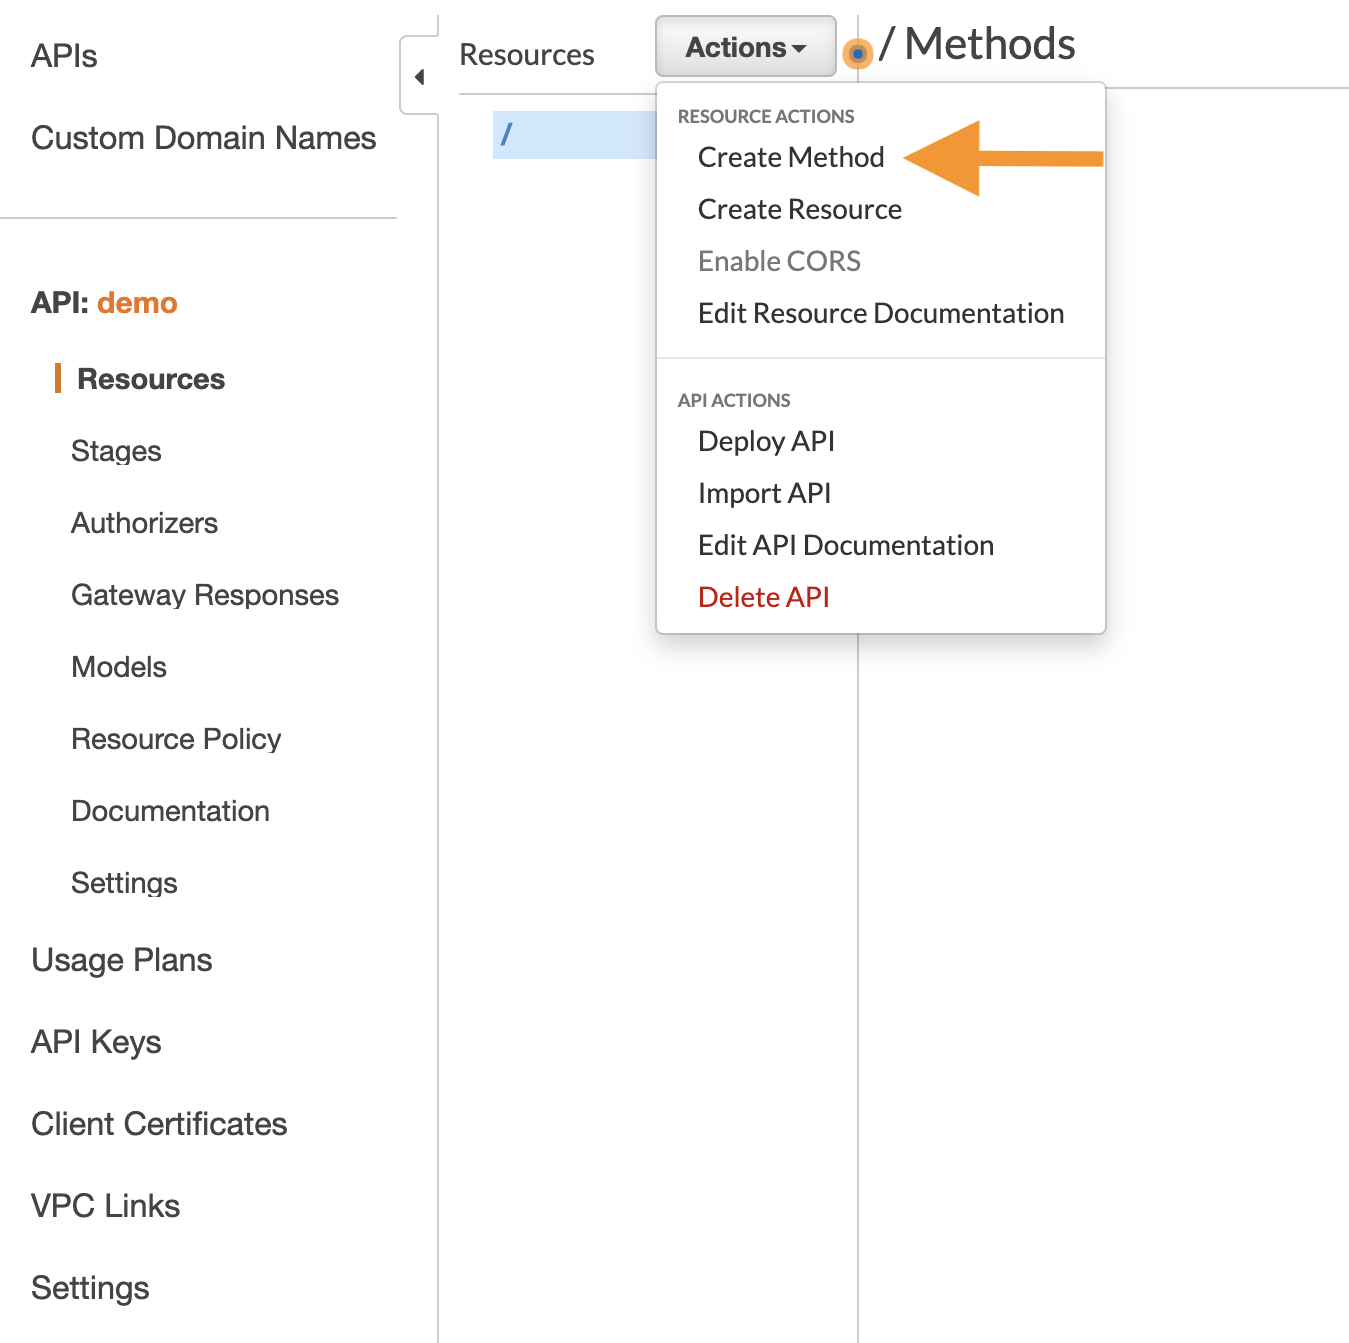 APIs
Custom Domain Names
API: demo
Resources
Stages
Authorizers
Gateway Responses
Models
Resource Policy
Documentation
Settings
Usage Plans
API Keys
Client Certificates
VPC Links
Settings
Resources
Actions
/
/ Methods
RESOURCE ACTIONS
Create Method
Create Resource
Enable CORS
Edit Resource Documentation
API ACTIONS
Deploy API
Import API
Edit API Documentation
Delete API